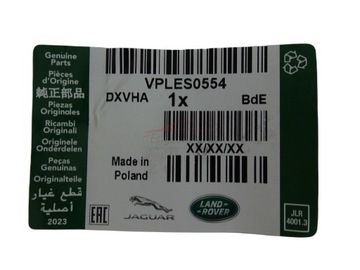 Genuine
Parts
Pièces
d'Origine
純正部品
Piezas
Originales
Ricambi
Originali
Originele
Onderdelen
Peças
Genuínas
Originalteile
قطع غيار
أصلية
2023
VPLES0554
DXVHA
1x
BdE
XX/XX/XX
Made in
Poland
EAC
JAGUAR
LAND-
ROVER
JLR
4001.3